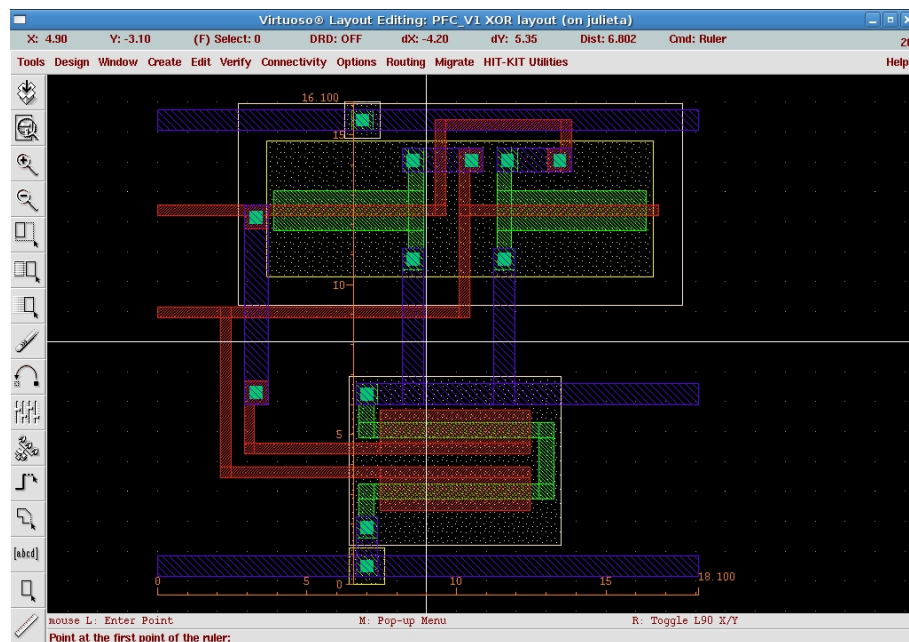 Virtuoso® Layout Editing: PFC_V1 XOR layout (on julieta)
X: 4.90 Y: -3.10 (F) Select: 0 DRD: OFF dX: -4.20 dY: 5.35 Dist: 6.802 Cmd: Ruler 20
Tools Design Window Create Edit Verify Connectivity Options Routing Migrate HIT-KIT Utilities Help
16.100
15
10
5
0
0 5 10 15 18.100
[abcd]
mouse L: Enter Point M: Pop-up Menu R: Toggle L90 X/Y
Point at the first point of the ruler: